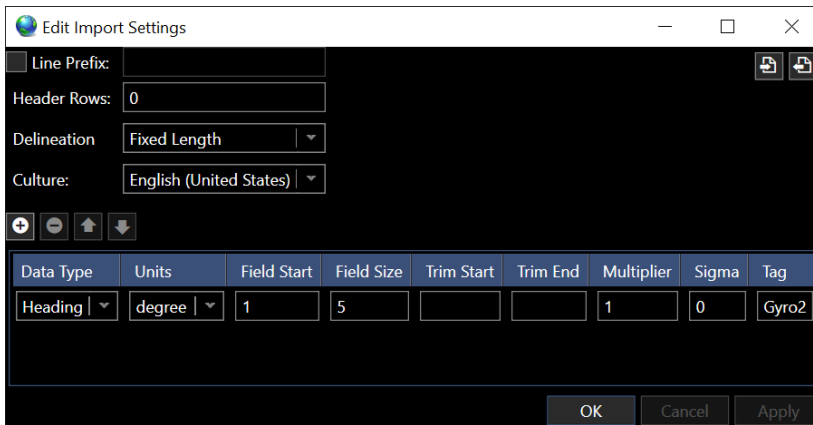 Edit Import Settings
Line Prefix:
Header Rows: 0
Delineation Fixed Length
Culture: English (United States)
Data Type Units Field Start Field Size Trim Start Trim End Multiplier Sigma Tag
Heading degree 1 5 1 0 Gyro2
OK Cancel Apply